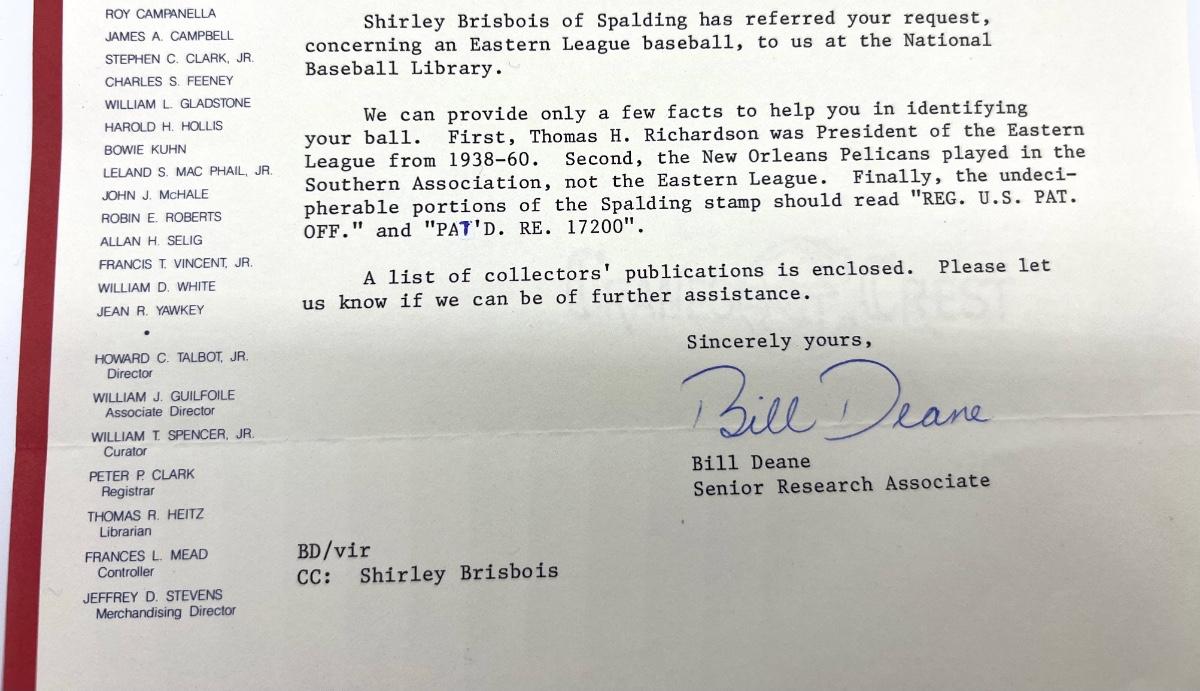 ROY CAMPANELLA
JAMES A. CAMPBELL
STEPHEN C. CLARK, JR.
CHARLES S. FEENEY
WILLIAM L. GLADSTONE
HAROLD H. HOLLIS
BOWIE KUHN
LELAND S. MAC PHAIL, JR.
JOHN J. McHALE
ROBIN E. ROBERTS
ALLAN H. SELIG
FRANCIS T. VINCENT, JR.
WILLIAM D. WHITE
JEAN R. YAWKEY
•
HOWARD C. TALBOT, JR.
Director
WILLIAM J. GUILFOILE
Associate Director
WILLIAM T. SPENCER, JR.
Curator
PETER P. CLARK
Registrar
THOMAS R. HEITZ
Librarian
FRANCES L. MEAD
Controller
JEFFREY D. STEVENS
Merchandising Director
Shirley Brisbois of Spalding has referred your request,
concerning an Eastern League baseball, to us at the National
Baseball Library.
We can provide only a few facts to help you in identifying
your ball. First, Thomas H. Richardson was President of the Eastern
League from 1938-60. Second, the New Orleans Pelicans played in the
Southern Association, not the Eastern League. Finally, the undeci-
pherable portions of the Spalding stamp should read "REG. U.S. PAT.
OFF." and "PAT'D. RE. 17200".
A list of collectors' publications is enclosed. Please let
us know if we can be of further assistance.
Sincerely yours,
Bill Deane
Bill Deane
Senior Research Associate
BD/vir
CC: Shirley Brisbois